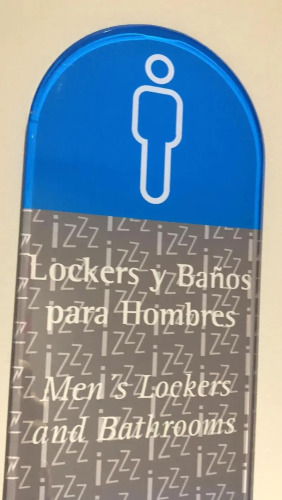 Lockers y Baños
para Hombres
Men´s Lockers
and Bathrooms